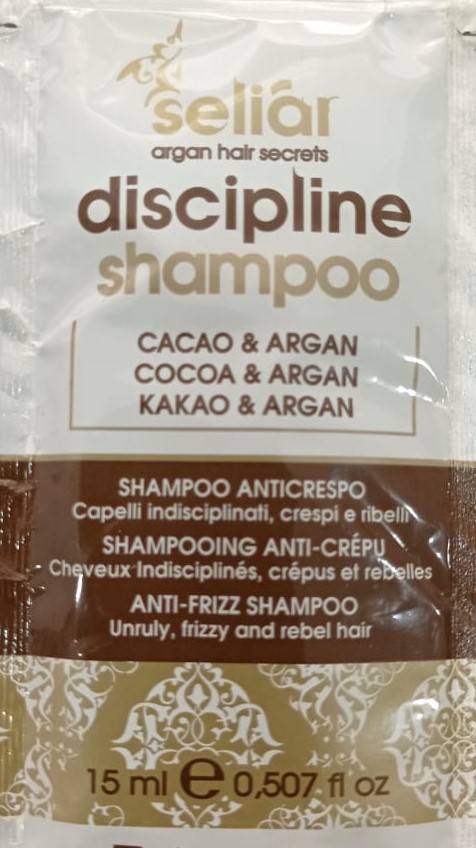 seliár
argan hair secrets
discipline
shampoo
CACAO & ARGAN
COCOA & ARGAN
KAKAO & ARGAN
SHAMPOO ANTICRESPO
Capelli indisciplinati, crespi e ribelli
SHAMPOOING ANTI-CRÉPU
Cheveux Indisciplinés, crépus et rebelles
ANTI-FRIZZ SHAMPOO
Unruly, frizzy and rebel hair
15 ml e 0,507 fl oz